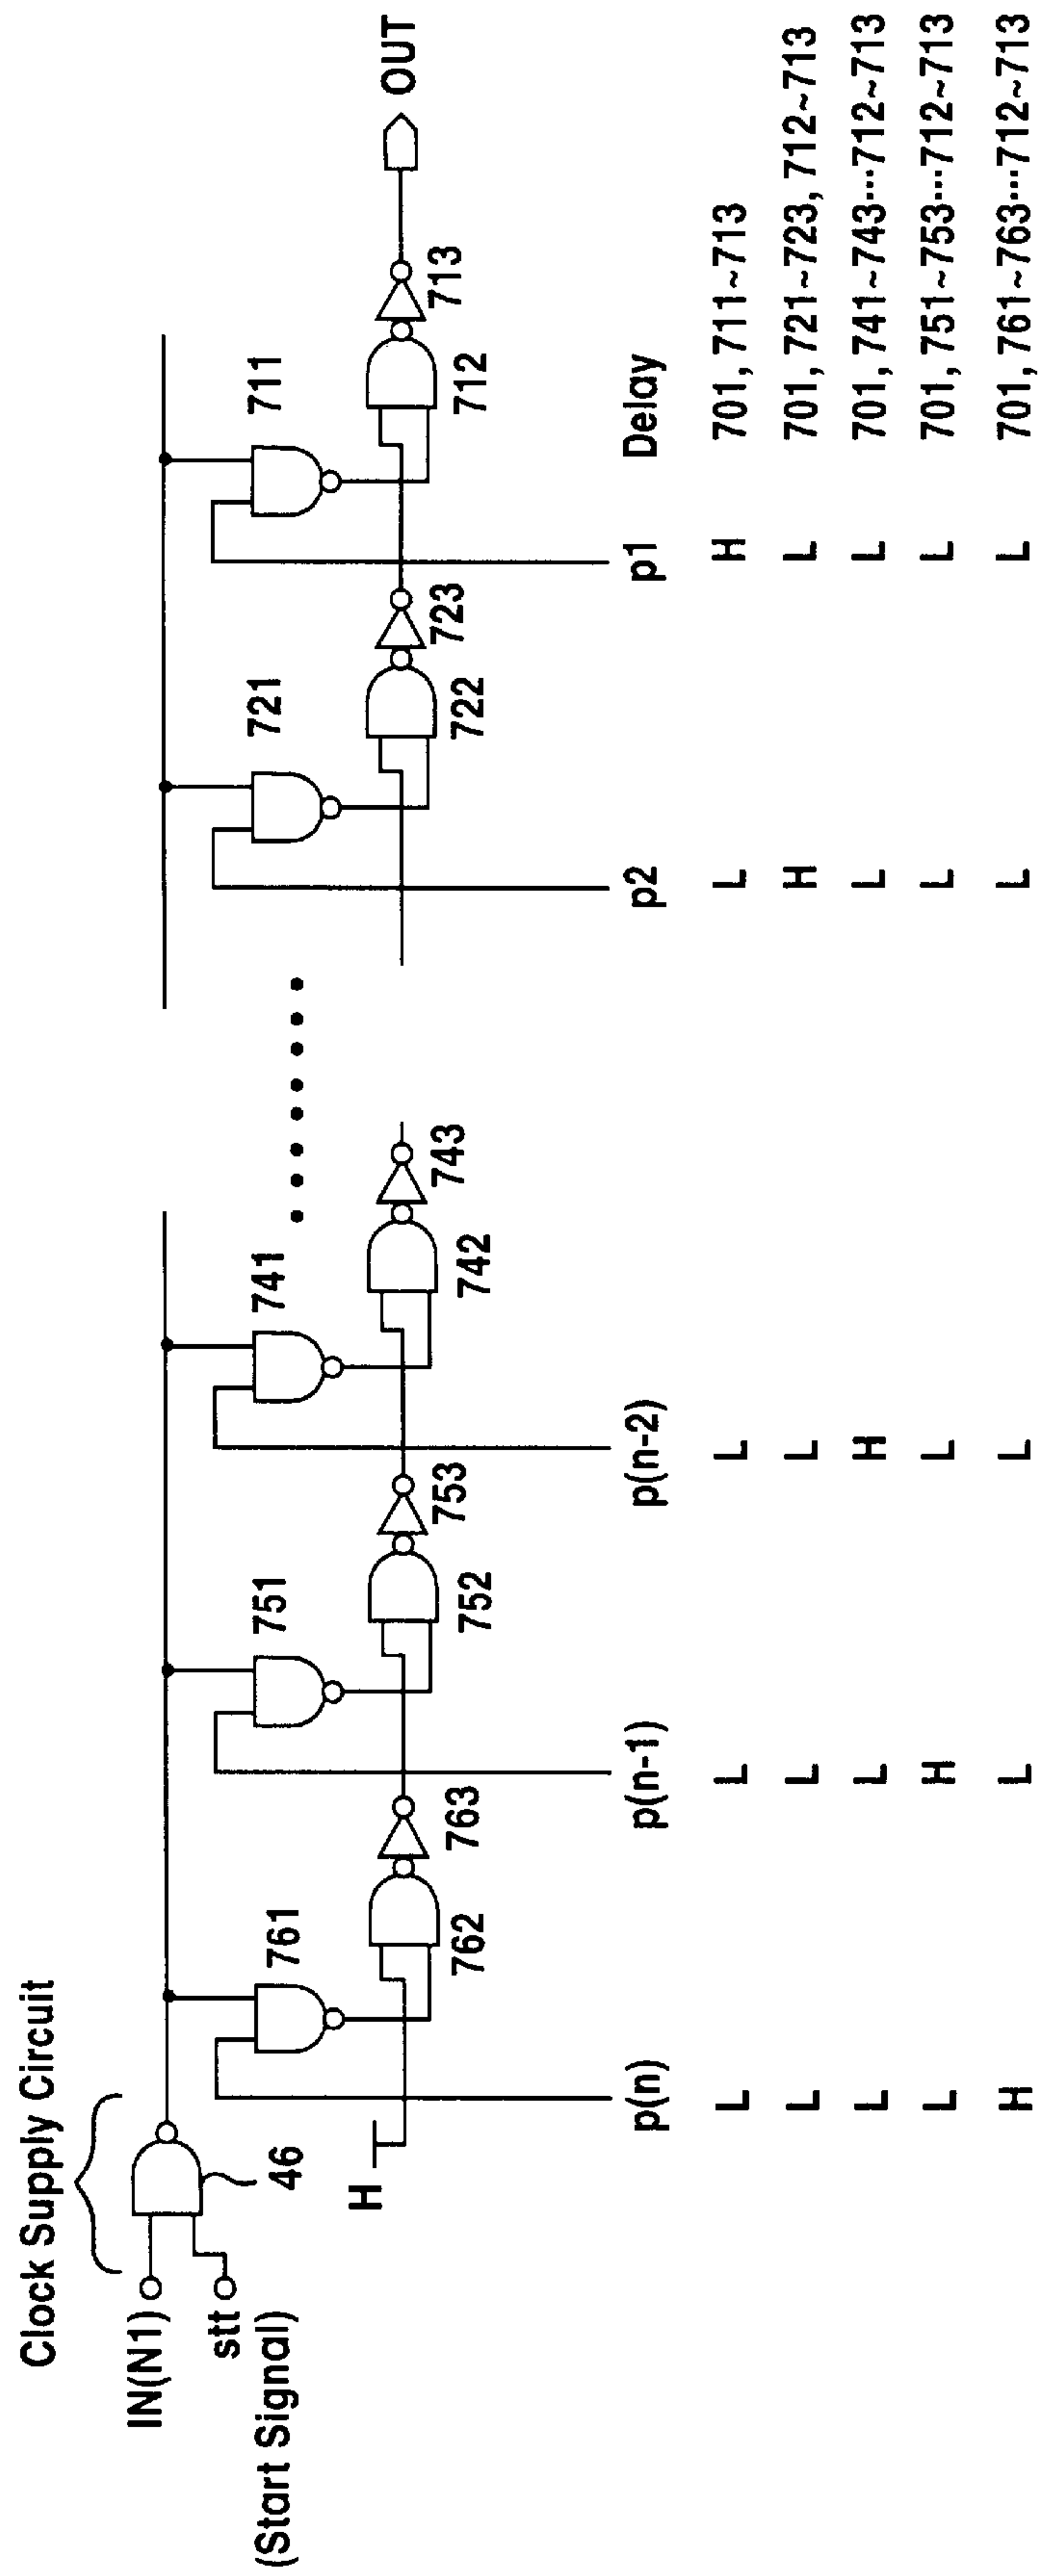 Clock Supply Circuit
IN(N1)
stt
(Start Signal)
46
H
761
751
741
721
711
OUT
762
763
752
753
742
743
722
723
712
713
p(n) p(n-1) p(n-2) p2 p1 Delay
L L L L H 701, 711~713
L L L H L 701, 721~723, 712~713
L L H L L 701, 741~743···712~713
L H L L L 701, 751~753···712~713
H L L L L 701, 761~763···712~713